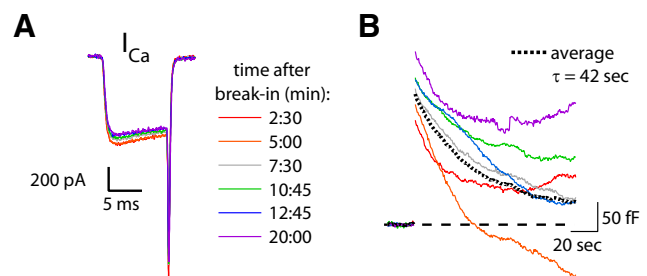 A
I Ca
time after
break-in (min):
2:30
5:00
7:30
10:45
12:45
20:00
200 pA
5 ms
B
average
τ = 42 sec
50 fF
20 sec